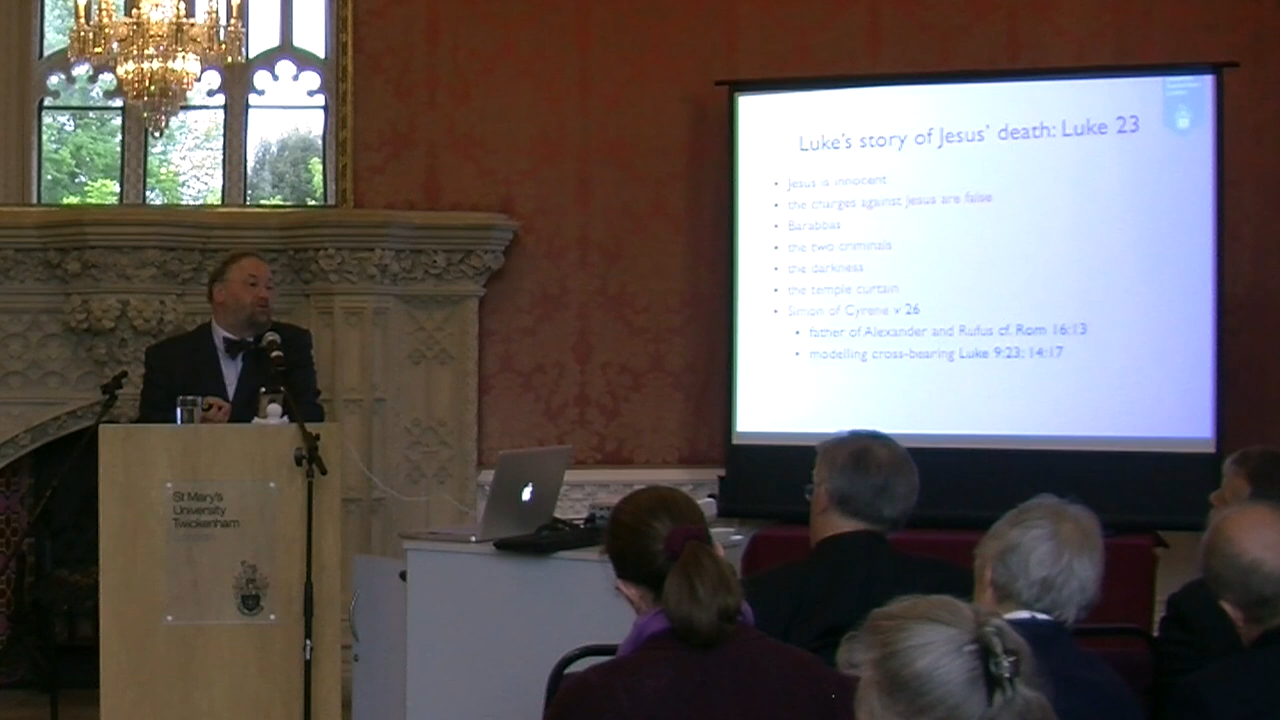 Luke's story of Jesus' death: Luke 23
• Jesus is innocent
• the charges against Jesus are false
• Barabbas
• the two criminals
• the darkness
• the temple curtain
• Simon of Cyrene v 26
• father of Alexander and Rufus cf. Rom 16:13
• modelling cross-bearing Luke 9:23; 14:17
St Mary's
University
Twickenham